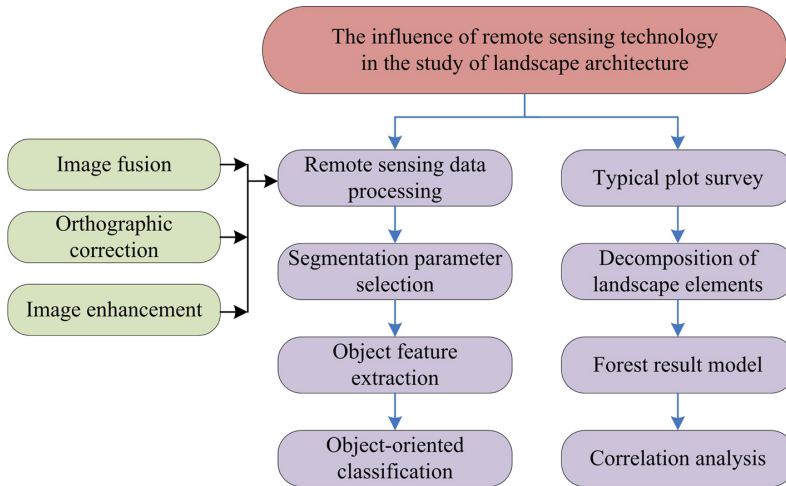 The influence of remote sensing technology
in the study of landscape architecture
Image fusion
Orthographic
correction
Image enhancement
Remote sensing data
processing
Segmentation parameter
selection
Object feature
extraction
Object-oriented
classification
Typical plot survey
Decomposition of
landscape elements
Forest result model
Correlation analysis